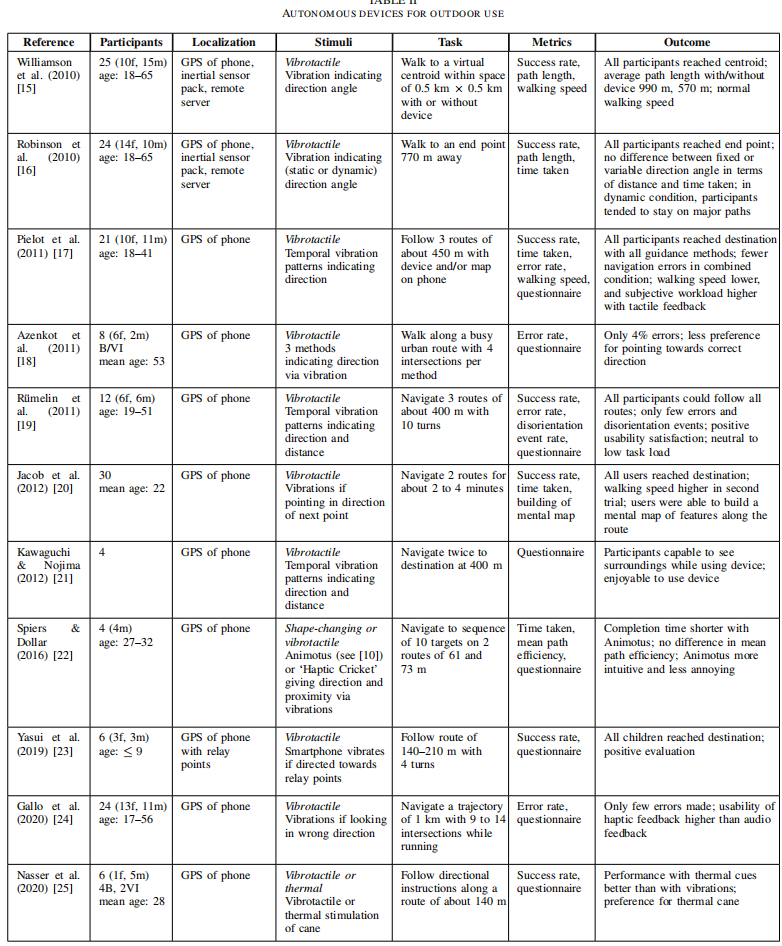 TABLE II
AUTONOMOUS DEVICES FOR OUTDOOR USE
Reference Participants Localization Stimuli Task Metrics Outcome
Williamson et al. (2010) [15]
25 (10f, 15m) age: 18–65
GPS of phone, inertial sensor pack, remote server
Vibrotactile
Vibration indicating direction angle
Walk to a virtual centroid within space of 0.5 km × 0.5 km with or without device
Success rate, path length, walking speed
All participants reached centroid; average path length with/without device 990 m, 570 m; normal walking speed
Robinson et al. (2010) [16]
24 (14f, 10m) age: 18–65
GPS of phone, inertial sensor pack, remote server
Vibrotactile
Vibration indicating (static or dynamic) direction angle
Walk to an end point 770 m away
Success rate, path length, time taken
All participants reached end point; no difference between fixed or variable direction angle in terms of distance and time taken; in dynamic condition, participants tended to stay on major paths
Pielot et al. (2011) [17]
21 (10f, 11m) age: 18–41
GPS of phone
Vibrotactile
Temporal vibration patterns indicating direction
Follow 3 routes of about 450 m with device and/or map on phone
Success rate, time taken, error rate, walking speed, questionnaire
All participants reached destination with all guidance methods; fewer navigation errors in combined condition; walking speed lower, and subjective workload higher with tactile feedback
Azenkot et al. (2011) [18]
8 (6f, 2m) B/VI mean age: 53
GPS of phone
Vibrotactile
3 methods indicating direction via vibration
Walk along a busy urban route with 4 intersections per method
Error rate, questionnaire
Only 4% errors; less preference for pointing towards correct direction
Rümelin et al. (2011) [19]
12 (6f, 6m) age: 19–51
GPS of phone
Vibrotactile
Temporal vibration patterns indicating direction and distance
Navigate 3 routes of about 400 m with 10 turns
Success rate, error rate, disorientation event rate, questionnaire
All participants could follow all routes; only few errors and disorientation events; positive usability satisfaction; neutral to low task load
Jacob et al. (2012) [20]
30 mean age: 22
GPS of phone
Vibrotactile
Vibrations if pointing in direction of next point
Navigate 2 routes for about 2 to 4 minutes
Success rate, time taken, building of mental map
All users reached destination; walking speed higher in second trial; users were able to build a mental map of features along the route
Kawaguchi & Nojima (2012) [21]
4
GPS of phone
Vibrotactile
Temporal vibration patterns indicating direction and distance
Navigate twice to destination at 400 m
Questionnaire
Participants capable to see surroundings while using device; enjoyable to use device
Spiers & Dollar (2016) [22]
4 (4m) age: 27–32
GPS of phone
Shape-changing or vibrotactile
Animotus (see [10]) or ‘Haptic Cricket’ giving direction and proximity via vibrations
Navigate to sequence of 10 targets on 2 routes of 61 and 73 m
Time taken, mean path efficiency, questionnaire
Completion time shorter with Animotus; no difference in mean path efficiency; Animotus more intuitive and less annoying
Yasui et al. (2019) [23]
6 (3f, 3m) age: ≤ 9
GPS of phone with relay points
Vibrotactile
Smartphone vibrates if directed towards relay points
Follow route of 140–210 m with 4 turns
Success rate, questionnaire
All children reached destination; positive evaluation
Gallo et al. (2020) [24]
24 (13f, 11m) age: 17–56
GPS of phone
Vibrotactile
Vibrations if looking in wrong direction
Navigate a trajectory of 1 km with 9 to 14 intersections while running
Error rate, questionnaire
Only few errors made; usability of haptic feedback higher than audio feedback
Nasser et al. (2020) [25]
6 (1f, 5m) 4B, 2VI mean age: 28
GPS of phone
Vibrotactile or thermal
Vibrotactile or thermal stimulation of cane
Follow directional instructions along a route of about 140 m
Success rate, questionnaire
Performance with thermal cues better than with vibrations; preference for thermal cane